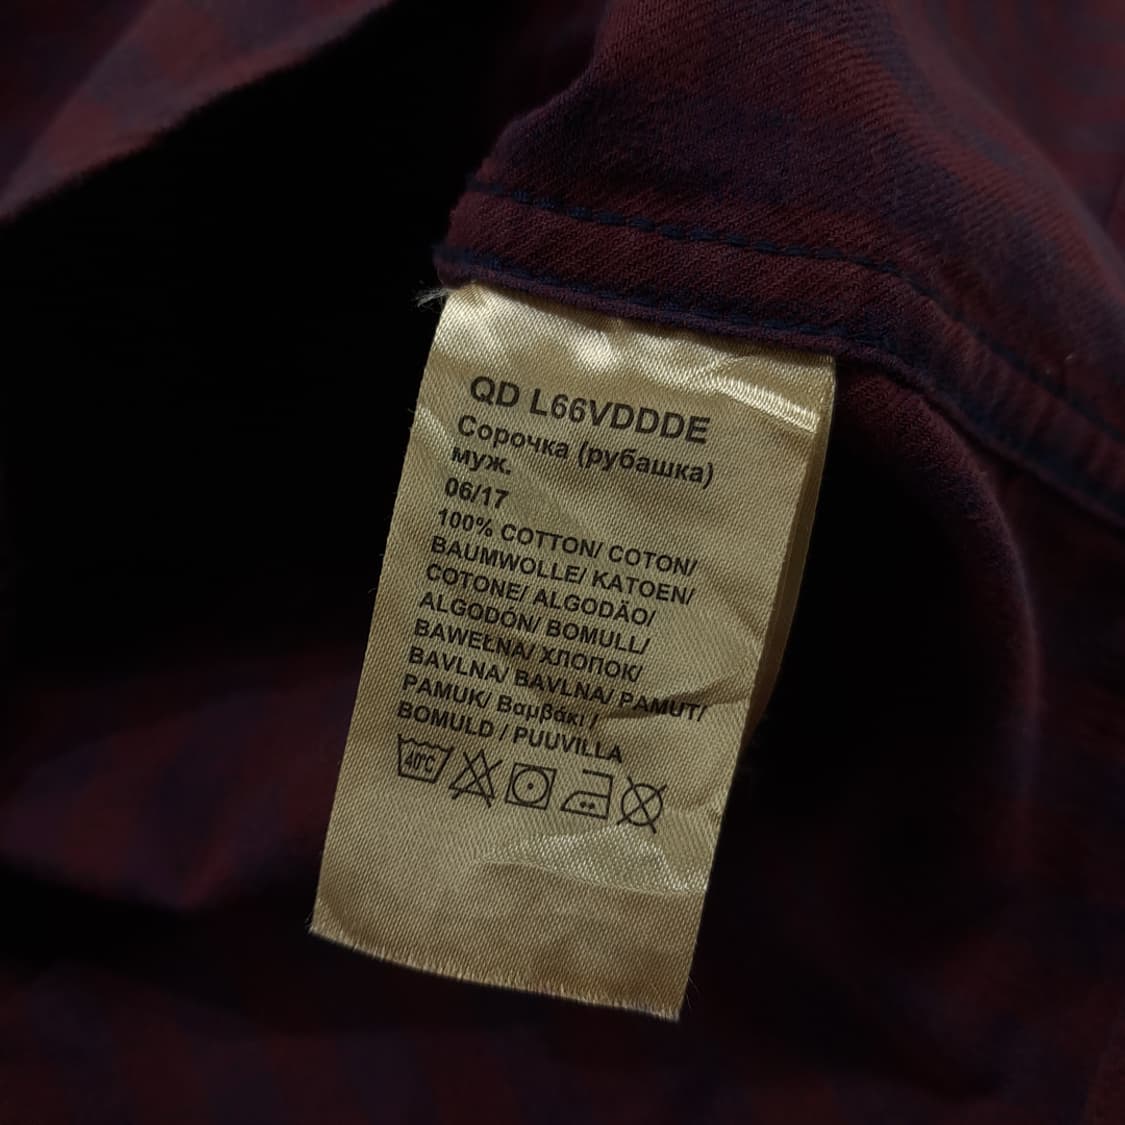 QD L66VDDDE
Сорочка (рубашка)
муж.
06/17
100% COTTON/ COTON/
BAUMWOLLE/ KATOEN/
COTONE/ ALGODÃO/
ALGODÓN/ BOMULL/
BAWEŁNA/ ХЛОПОК/
BAVLNA/ BAVLNA/ PAMUT/
PAMUK/ Βαμβάκι /
BOMULD / PUUVILLA
40°C